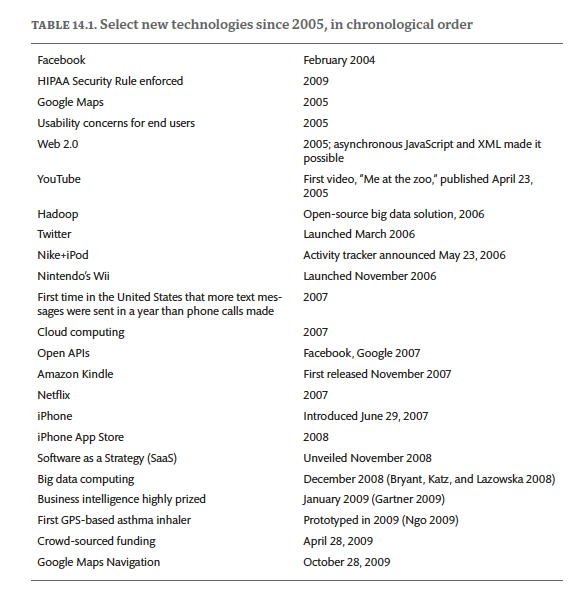 TABLE 14.1. Select new technologies since 2005, in chronological order
Facebook February 2004
HIPAA Security Rule enforced 2009
Google Maps 2005
Usability concerns for end users 2005
Web 2.0 2005; asynchronous JavaScript and XML made it
possible
YouTube First video, “Me at the zoo,” published April 23,
2005
Hadoop Open-source big data solution, 2006
Twitter Launched March 2006
Nike+iPod Activity tracker announced May 23, 2006
Nintendo’s Wii Launched November 2006
First time in the United States that more text mes- 2007
sages were sent in a year than phone calls made
Cloud computing 2007
Open APIs Facebook, Google 2007
Amazon Kindle First released November 2007
Netflix 2007
iPhone Introduced June 29, 2007
iPhone App Store 2008
Software as a Strategy (SaaS) Unveiled November 2008
Big data computing December 2008 (Bryant, Katz, and Lazowska 2008)
Business intelligence highly prized January 2009 (Gartner 2009)
First GPS-based asthma inhaler Prototyped in 2009 (Ngo 2009)
Crowd-sourced funding April 28, 2009
Google Maps Navigation October 28, 2009